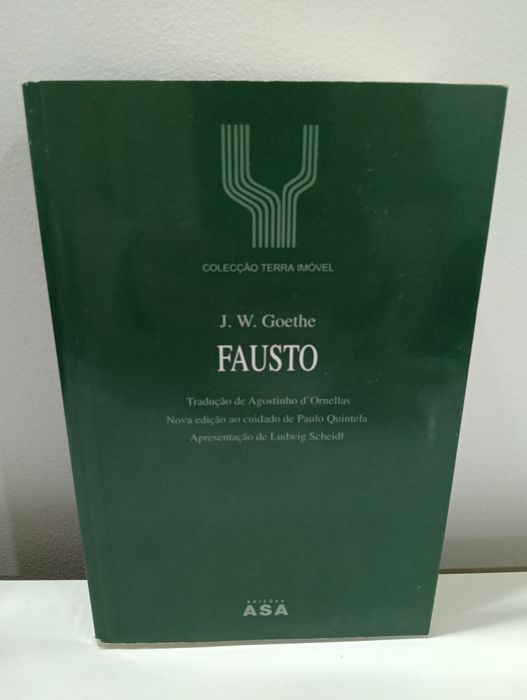 COLECÇÃO TERRA IMÓVEL
J. W. Goethe
FAUSTO
Tradução de Agostinho d'Ornellas
Nova edição ao cuidado de Paulo Quintela
Apresentação de Ludwig Scheidl
EDIÇÕES
ASA